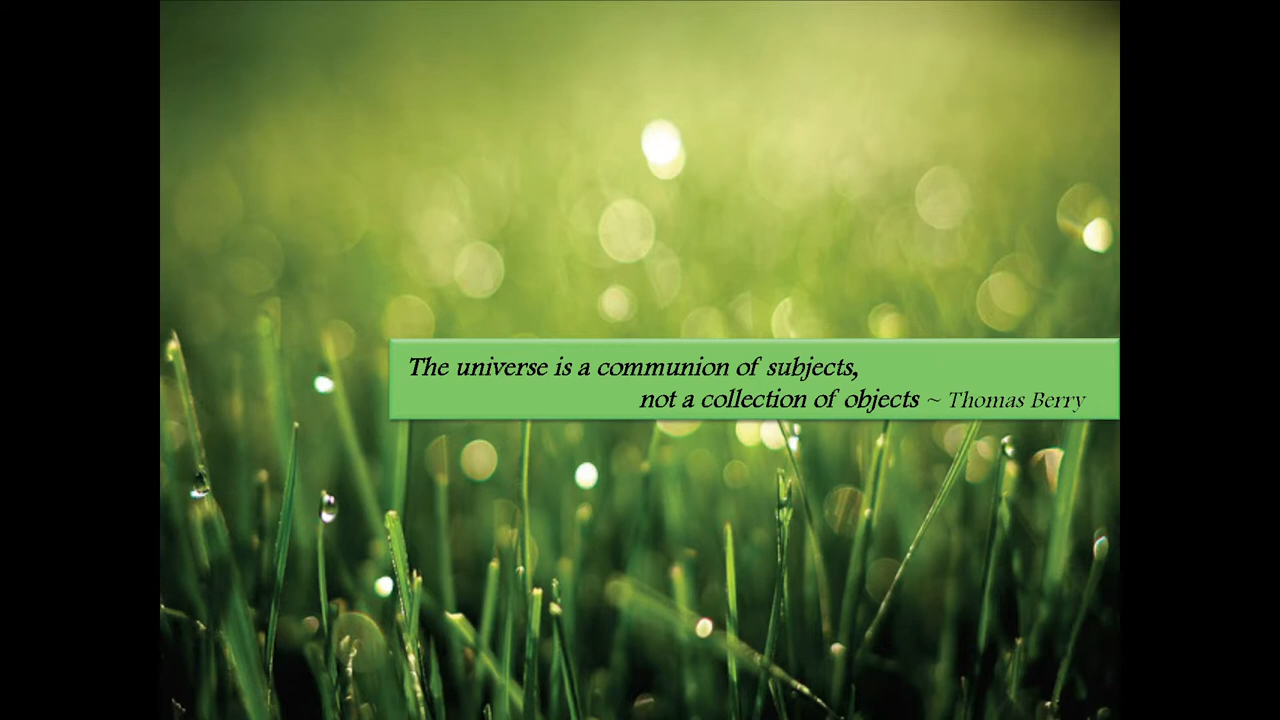 The universe is a communion of subjects,
not a collection of objects ~ Thomas Berry